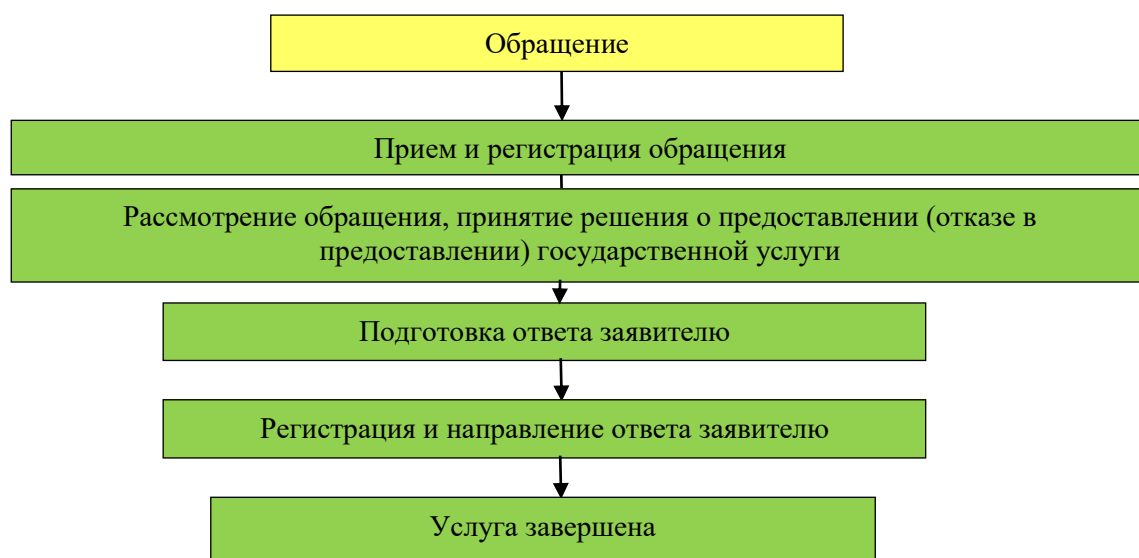 Обращение
Прием и регистрация обращения
Рассмотрение обращения, принятие решения о предоставлении (отказе в
предоставлении) государственной услуги
Подготовка ответа заявителю
Регистрация и направление ответа заявителю
Услуга завершена